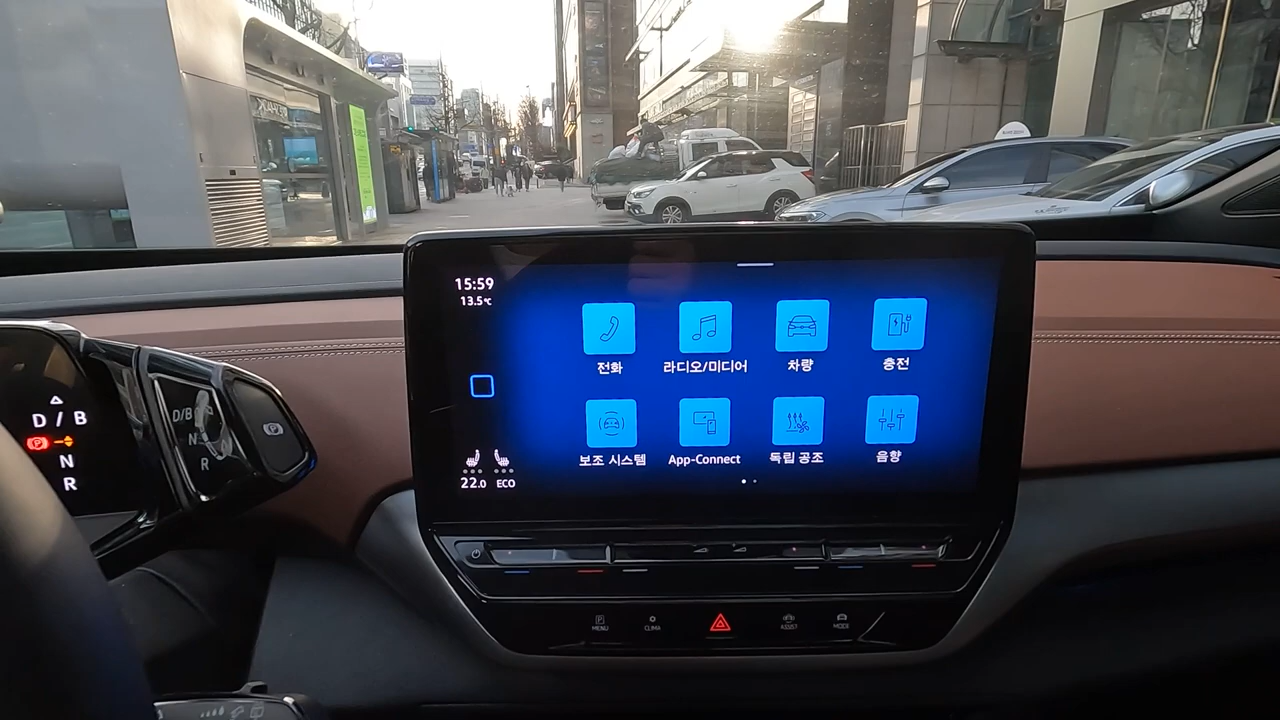 15:59
13.5°C
전화
라디오/미디어
차량
충전
보조 시스템
App-Connect
독립 공조
음향
22.0
ECO
D / B
P
N
R
D/B
N
R
P
P
MENU
CLIMA
ASSIST
MODE